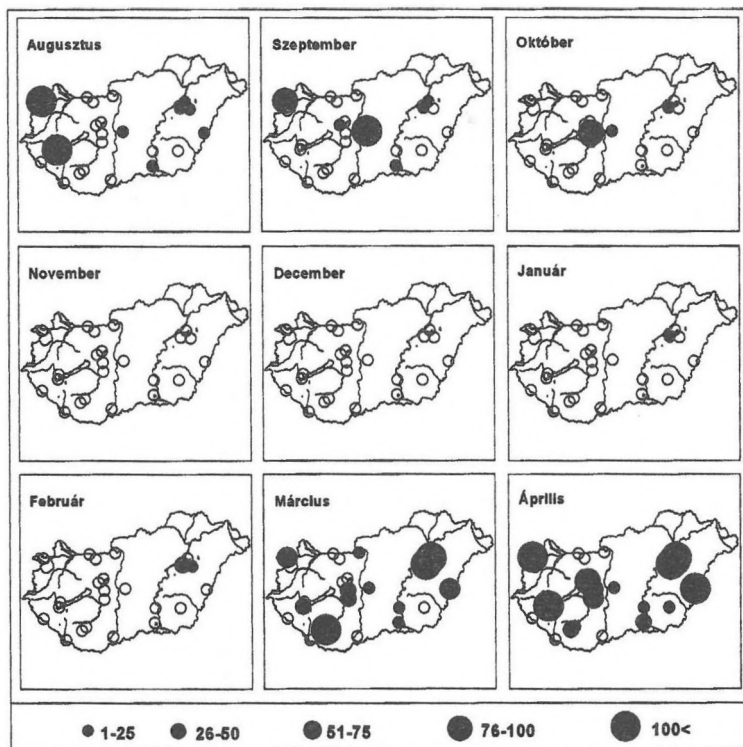 Augusztus
Szeptember
Október
November
December
Január
Február
Március
Április
1-25
26-50
51-75
76-100
100<